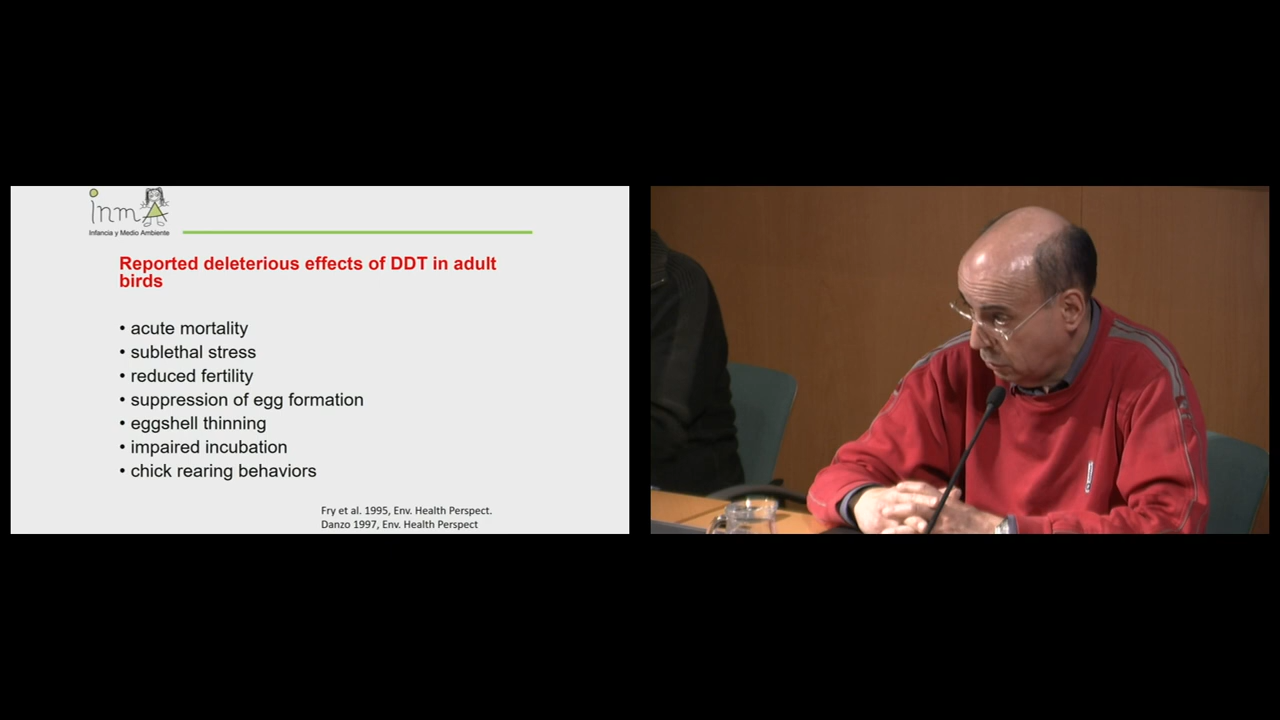 inmA
Infancia y Medio Ambiente
Reported deleterious effects of DDT in adult
birds
• acute mortality
• sublethal stress
• reduced fertility
• suppression of egg formation
• eggshell thinning
• impaired incubation
• chick rearing behaviors
Fry et al. 1995, Env. Health Perspect.
Danzo 1997, Env. Health Perspect